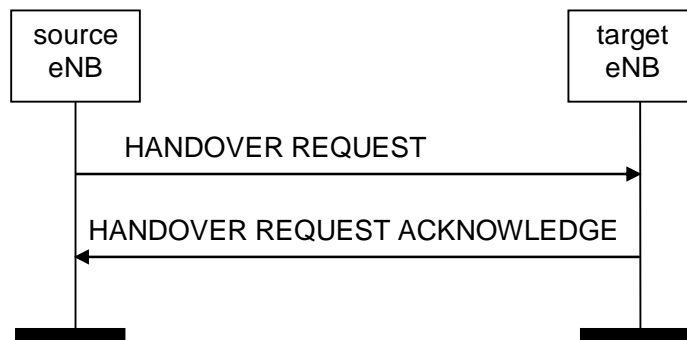 source
eNB
target
eNB
HANDOVER REQUEST
HANDOVER REQUEST ACKNOWLEDGE